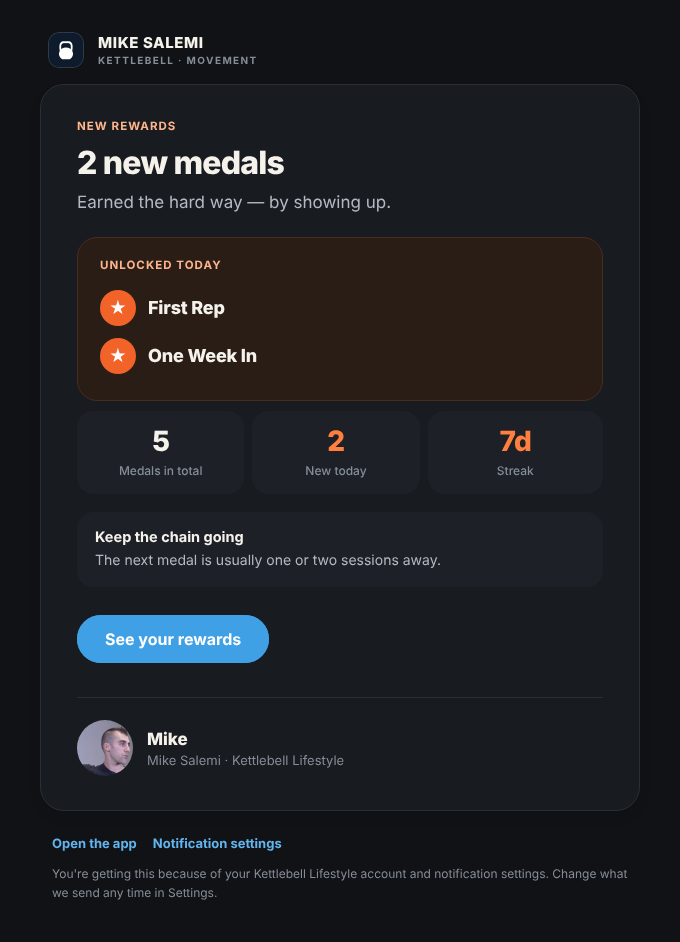 MIKE SALEMI
KETTLEBELL · MOVEMENT
NEW REWARDS
2 new medals
Earned the hard way — by showing up.
UNLOCKED TODAY
First Rep
One Week In
5
Medals in total
2
New today
7d
Streak
Keep the chain going
The next medal is usually one or two sessions away.
See your rewards
Mike
Mike Salemi · Kettlebell Lifestyle
Open the app Notification settings
You're getting this because of your Kettlebell Lifestyle account and notification settings. Change what
we send any time in Settings.